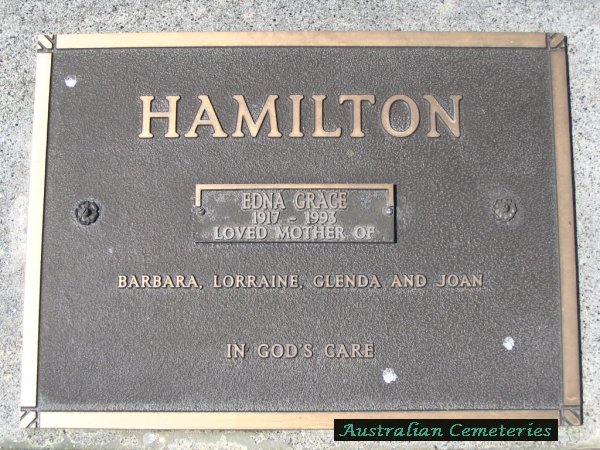 HAMILTON
EDNA GRACE
1917 - 1993
LOVED MOTHER OF
BARBARA, LORRAINE, GLENDA AND JOAN
IN GOD'S CARE
Australian Cemeteries